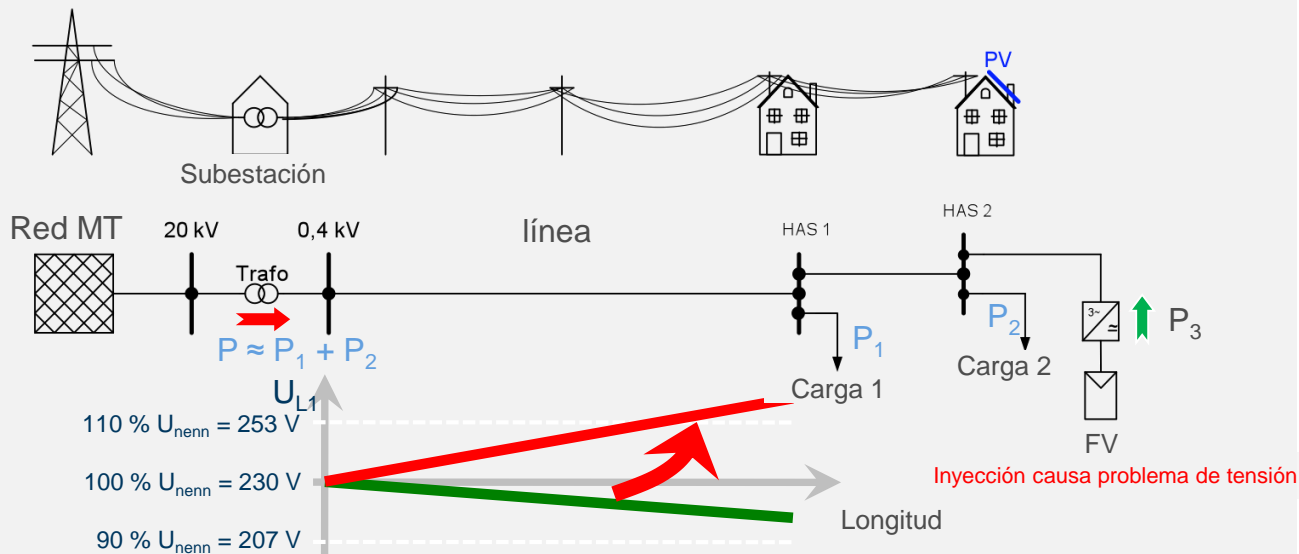 PV
Subestación
Red MT
20 kV
0,4 kV
línea
HAS 1
HAS 2
Trafo
P ≈ P₁ + P₂
P₁
P₂
3~
P₃
Carga 1
Carga 2
FV
U_L1
110 % U_nenn = 253 V
100 % U_nenn = 230 V
90 % U_nenn = 207 V
Longitud
Inyección causa problema de tensión